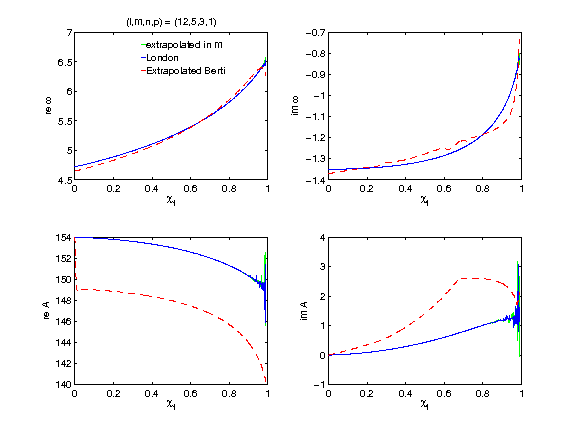 (l,m,n,p) = (12,5,3,1)
7
6.5
6
5.5
5
4.5
0 0.2 0.4 0.6 0.8 1
re ω
χf
extrapolated in m
London
Extrapolated Berti
−0.7
−0.8
−0.9
−1
−1.1
−1.2
−1.3
−1.4
0 0.2 0.4 0.6 0.8 1
im ω
χf
154
152
150
148
146
144
142
140
0 0.2 0.4 0.6 0.8 1
re A
χf
4
3
2
1
0
−1
0 0.2 0.4 0.6 0.8 1
im A
χf